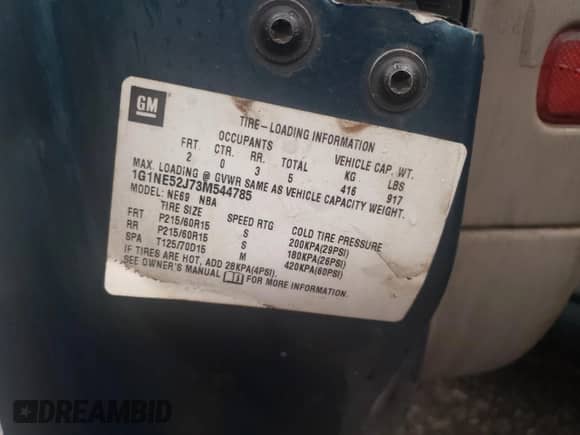 GM
TIRE-LOADING INFORMATION
OCCUPANTS VEHICLE CAP. WT.
FRT CTR. RR. TOTAL KG LBS
2 0 3 5 416 917
MAX. LOADING @ GVWR SAME AS VEHICLE CAPACITY WEIGHT.
1G1NE52J73M544785
MODEL: NE69 NBA
TIRE SIZE SPEED RTG COLD TIRE PRESSURE
FRT P215/60R15 S 200KPA(29PSI)
RR P215/60R15 S 180KPA(26PSI)
SPA T125/70D15 M 420KPA(60PSI)
IF TIRES ARE HOT, ADD 28KPA(4PSI).
SEE OWNER'S MANUAL FOR MORE INFORMATION.
DREAMBID